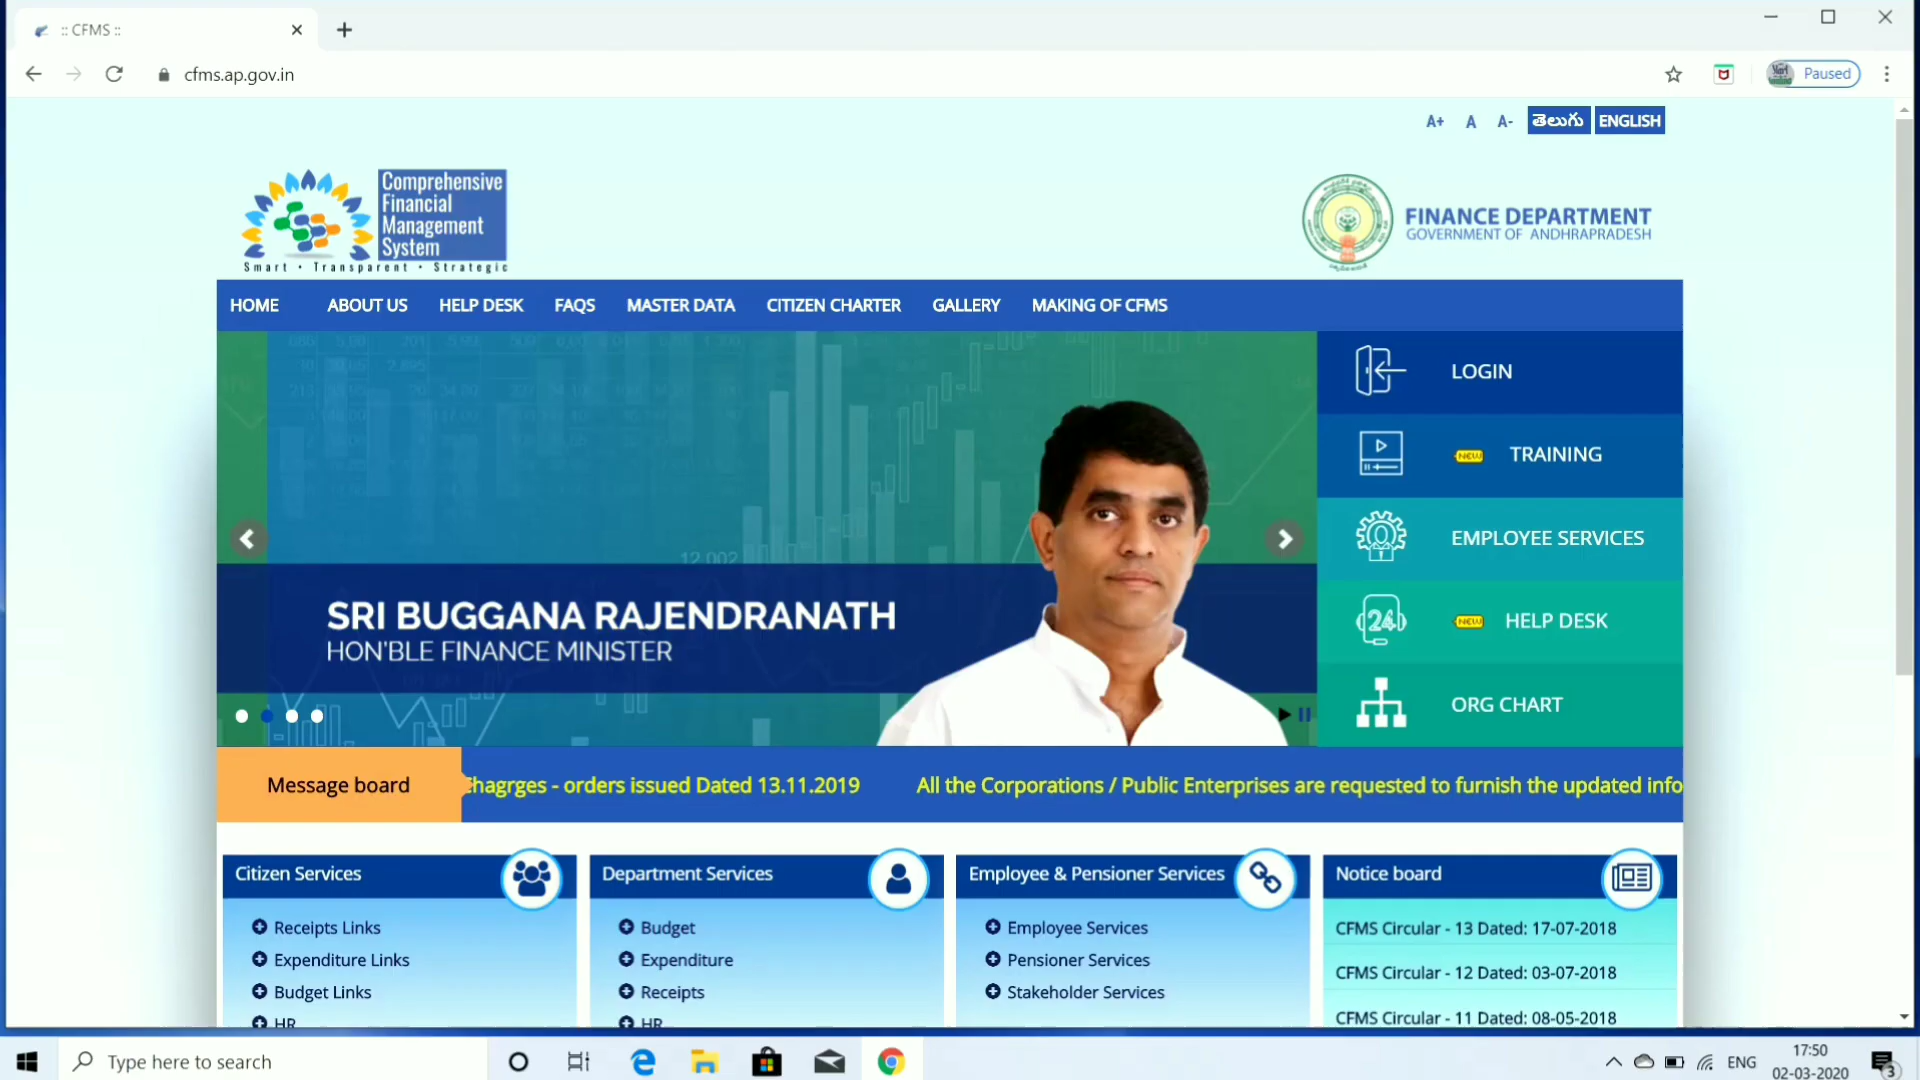 :: CFMS ::
cfms.ap.gov.in
Paused
A+ A A- తెలుగు ENGLISH
Comprehensive
Financial
Management
System
Smart • Transparent • Strategic
FINANCE DEPARTMENT
GOVERNMENT OF ANDHRAPRADESH
HOME ABOUT US HELP DESK FAQS MASTER DATA CITIZEN CHARTER GALLERY MAKING OF CFMS
LOGIN
NEW TRAINING
EMPLOYEE SERVICES
24 NEW HELP DESK
ORG CHART
12,002
SRI BUGGANA RAJENDRANATH
HON'BLE FINANCE MINISTER
Message board
hagrges - orders issued Dated 13.11.2019 All the Corporations / Public Enterprises are requested to furnish the updated info
Citizen Services
Receipts Links
Expenditure Links
Budget Links
HR
Department Services
Budget
Expenditure
Receipts
HR
Employee & Pensioner Services
Employee Services
Pensioner Services
Stakeholder Services
Notice board
CFMS Circular - 13 Dated: 17-07-2018
CFMS Circular - 12 Dated: 03-07-2018
CFMS Circular - 11 Dated: 08-05-2018
Type here to search
ENG
17:50
02-03-2020
3